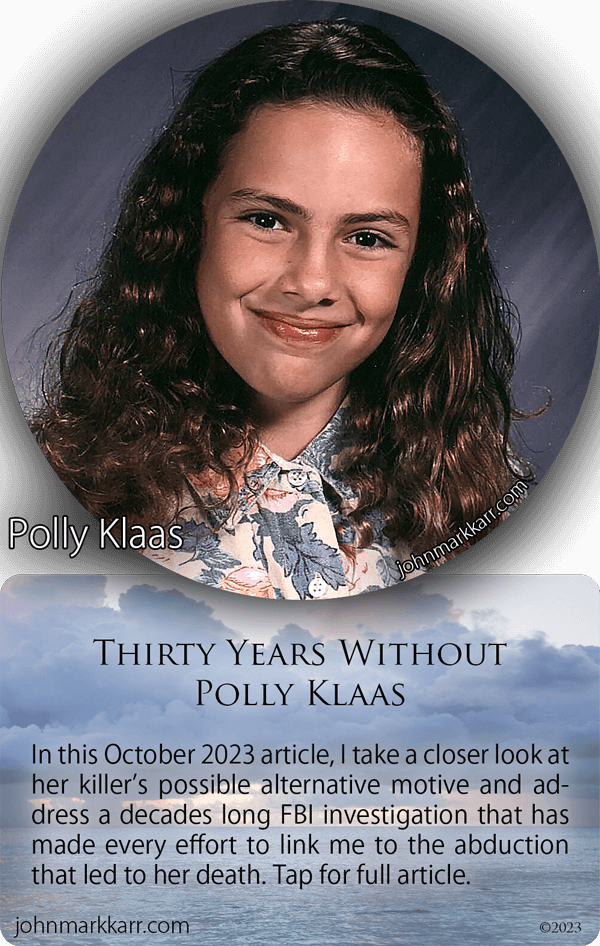 Polly Klaas
johnmarkkarr.com
THIRTY YEARS WITHOUT
POLLY KLAAS
In this October 2023 article, I take a closer look at
her killer's possible alternative motive and ad-
dress a decades long FBI investigation that has
made every effort to link me to the abduction
that led to her death. Tap for full article.
johnmarkkarr.com
©2023